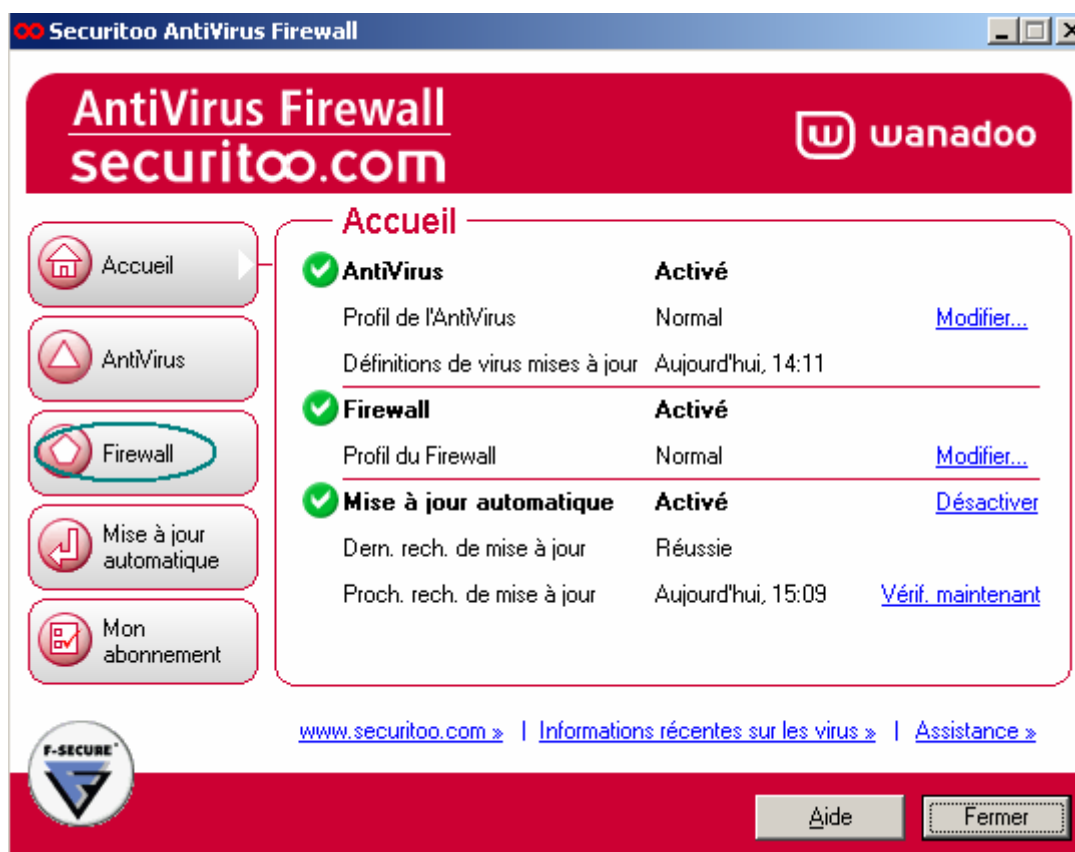 Securitoo AntiVirus Firewall
AntiVirus Firewall
securitoo.com
wanadoo
Accueil
AntiVirus
Firewall
Mise à jour
automatique
Mon
abonnement
Accueil
AntiVirus Activé
Profil de l'AntiVirus Normal Modifier...
Définitions de virus mises à jour Aujourd'hui, 14:11
Firewall Activé
Profil du Firewall Normal Modifier...
Mise à jour automatique Activé Désactiver
Dern. rech. de mise à jour Réussie
Proch. rech. de mise à jour Aujourd'hui, 15:09 Vérif. maintenant
www.securitoo.com » | Informations récentes sur les virus » | Assistance »
F-SECURE
Aide Fermer